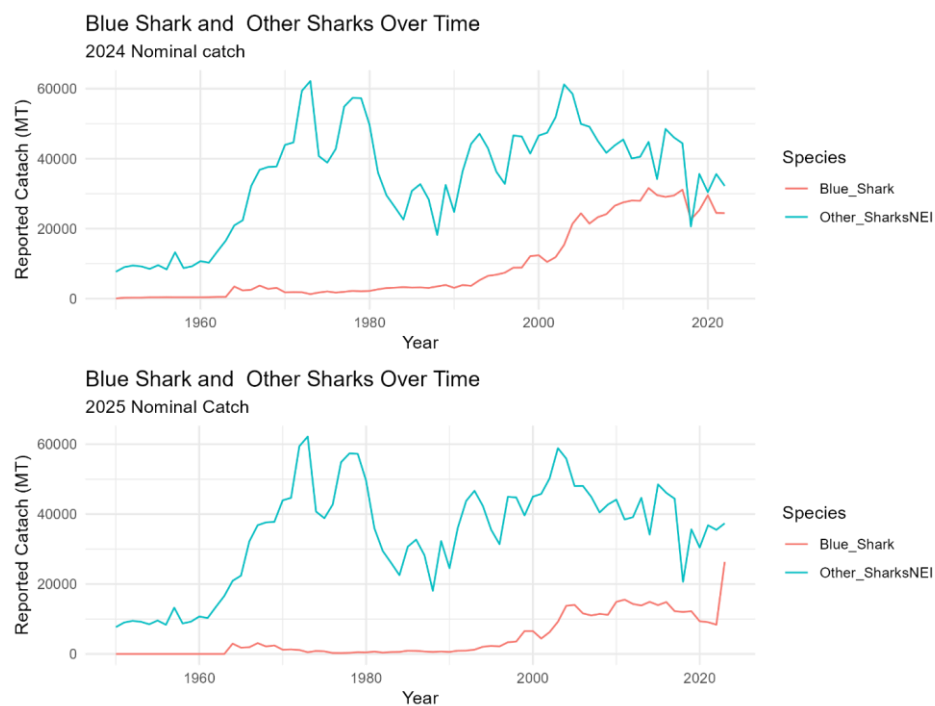 Blue Shark and  Other Sharks Over Time
2024 Nominal catch
60000
40000
20000
0
Reported Catach (MT)
1960
1980
2000
2020
Year
Species
Blue_Shark
Other_SharksNEI
Blue Shark and  Other Sharks Over Time
2025 Nominal Catch
60000
40000
20000
0
Reported Catach (MT)
1960
1980
2000
2020
Year
Species
Blue_Shark
Other_SharksNEI